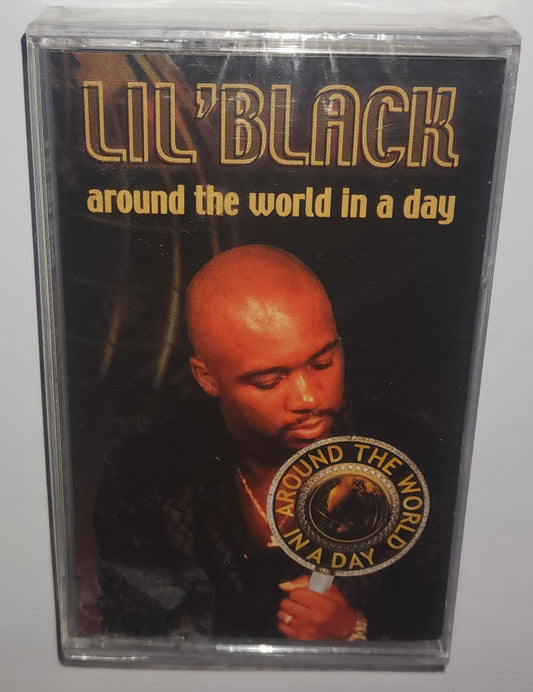 LIL'BLACK
around the world in a day
AROUND THE WORLD
IN A DAY